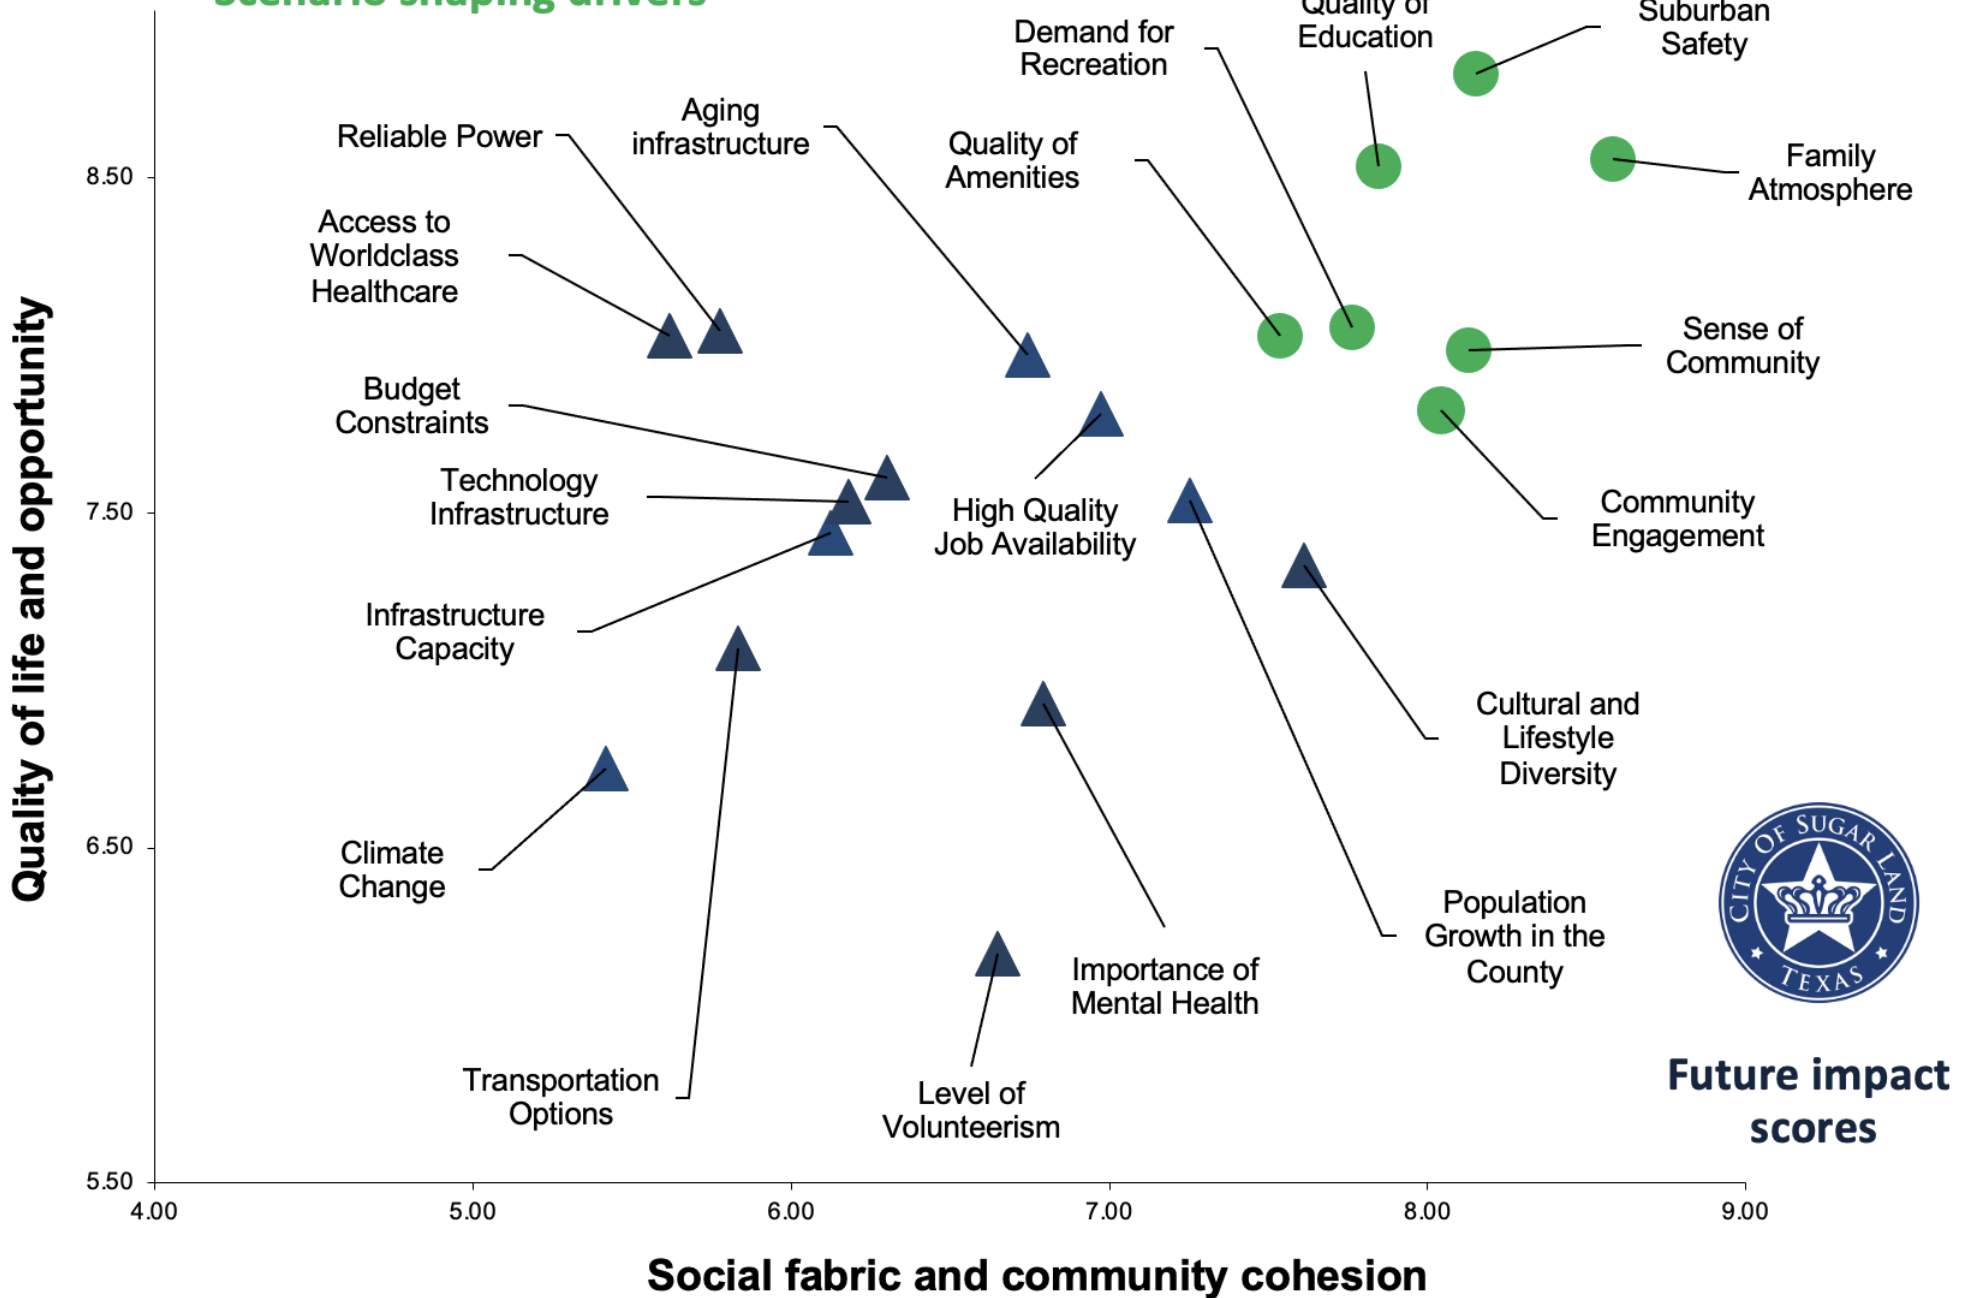 Scenario shaping drivers
Quality of
Education
Suburban
Safety
Demand for
Recreation
Aging
infrastructure
Reliable Power
Quality of
Amenities
Family
Atmosphere
8.50
Access to
Worldclass
Healthcare
Sense of
Community
Budget
Constraints
Technology
Infrastructure
High Quality
Job Availability
Community
Engagement
7.50
Infrastructure
Capacity
Cultural and
Lifestyle
Diversity
Climate
Change
6.50
Population
Growth in the
County
Importance of
Mental Health
Transportation
Options
Level of
Volunteerism
CITY OF SUGAR LAND
TEXAS
Future impact
scores
5.50
4.00 5.00 6.00 7.00 8.00 9.00
Quality of life and opportunity
Social fabric and community cohesion